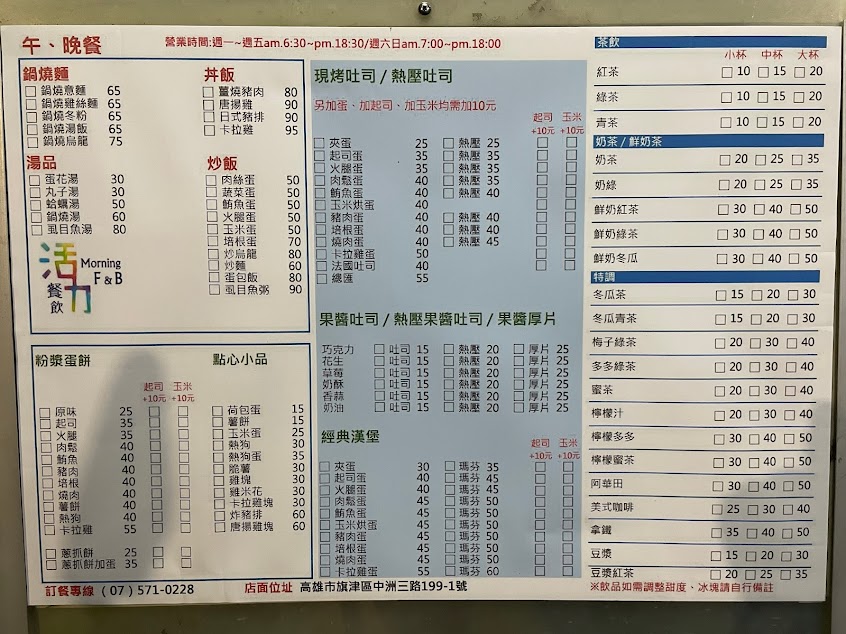 午、晚餐
營業時間:週一~週五am.6:30~pm.18:30/週六日am.7:00~pm.18:00
鍋燒麵
鍋燒意麵 65
鍋燒雞絲麵 65
鍋燒冬粉 65
鍋燒湯飯 65
鍋燒烏龍 75
湯品
蛋花湯 30
丸子湯 30
蛤蠣湯 50
鍋燒湯 60
虱目魚湯 80
活力
餐飲
Morning
F&B
丼飯
薑燒豬肉 80
唐揚雞 90
日式豬排 90
卡拉雞 95
炒飯
肉絲蛋 50
蔬菜蛋 50
鮪魚蛋 50
火腿蛋 50
玉米蛋 50
培根蛋 70
炒烏龍 80
炒麵 60
蛋包飯 80
虱目魚粥 90
粉漿蛋餅
起司 玉米
+10元 +10元
原味 25
起司 35
火腿 35
肉鬆 40
鮪魚 40
豬肉 40
培根 40
燒肉 40
薯餅 40
熱狗 40
卡拉雞 55
蔥抓餅 25
蔥抓餅加蛋 35
點心小品
荷包蛋 15
薯餅 15
玉米蛋 25
熱狗 30
熱狗蛋 35
脆薯 30
雞塊 30
雞米花 30
卡拉雞塊 30
炸豬排 60
唐揚雞塊 60
現烤吐司 / 熱壓吐司
另加蛋、加起司、加玉米均需加10元
起司 玉米
+10元 +10元
夾蛋 25 熱壓 25
起司蛋 35 熱壓 35
火腿蛋 35 熱壓 35
肉鬆蛋 40 熱壓 40
鮪魚蛋 40 熱壓 40
玉米烘蛋 40
豬肉蛋 40 熱壓 40
培根蛋 40 熱壓 40
燒肉蛋 40 熱壓 45
卡拉雞蛋 50
法國吐司 40
總匯 55
果醬吐司 / 熱壓果醬吐司 / 果醬厚片
巧克力 吐司 15 熱壓 20 厚片 25
花生 吐司 15 熱壓 20 厚片 25
草莓 吐司 15 熱壓 20 厚片 25
奶酥 吐司 15 熱壓 20 厚片 25
香蒜 吐司 15 熱壓 20 厚片 25
奶油 吐司 15 熱壓 20 厚片 25
經典漢堡
起司 玉米
+10元 +10元
夾蛋 30 瑪芬 35
起司蛋 40 瑪芬 45
火腿蛋 40 瑪芬 45
肉鬆蛋 45 瑪芬 50
鮪魚蛋 45 瑪芬 50
玉米烘蛋 45 瑪芬 50
豬肉蛋 45 瑪芬 50
培根蛋 45 瑪芬 50
燒肉蛋 45 瑪芬 50
卡拉雞蛋 55 瑪芬 60
茶飲
小杯 中杯 大杯
紅茶 10 15 20
綠茶 10 15 20
青茶 10 15 20
奶茶 / 鮮奶茶
奶茶 20 25 35
奶綠 20 25 35
鮮奶紅茶 30 40 50
鮮奶綠茶 30 40 50
鮮奶冬瓜 30 40 50
特調
冬瓜茶 15 20 30
冬瓜青茶 15 20 30
梅子綠茶 20 30 40
多多綠茶 20 30 40
蜜茶 20 30 40
檸檬汁 20 30 40
檸檬多多 30 40 50
檸檬蜜茶 30 40 50
阿華田 30 40 50
美式咖啡 25 30 40
拿鐵 35 40 50
豆漿 15 20 30
豆漿紅茶 20 25 35
※飲品如需調整甜度、冰塊請自行備註
訂餐專線 (07) 571-0228 店面位址 高雄市旗津區中洲三路199-1號